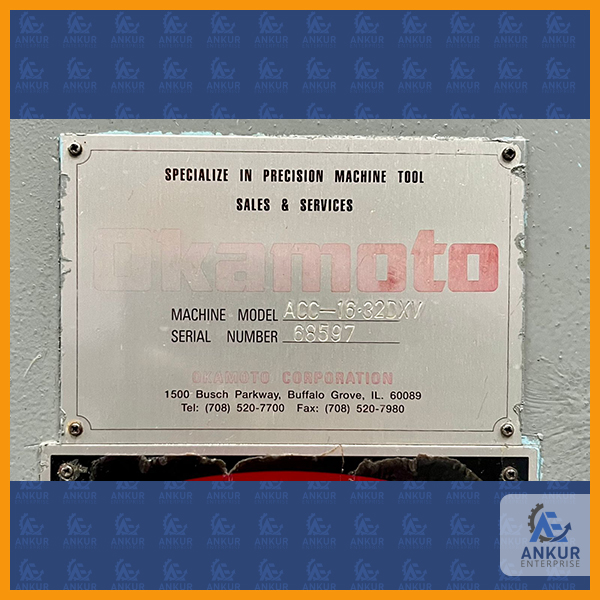 SPECIALIZE IN PRECISION MACHINE TOOL
SALES & SERVICES
Okamoto
MACHINE MODEL ACC-16·32DXV
SERIAL NUMBER 68597
OKAMOTO CORPORATION
1500 Busch Parkway, Buffalo Grove, IL. 60089
Tel: (708) 520-7700 Fax: (708) 520-7980
ANKUR
ENTERPRISE